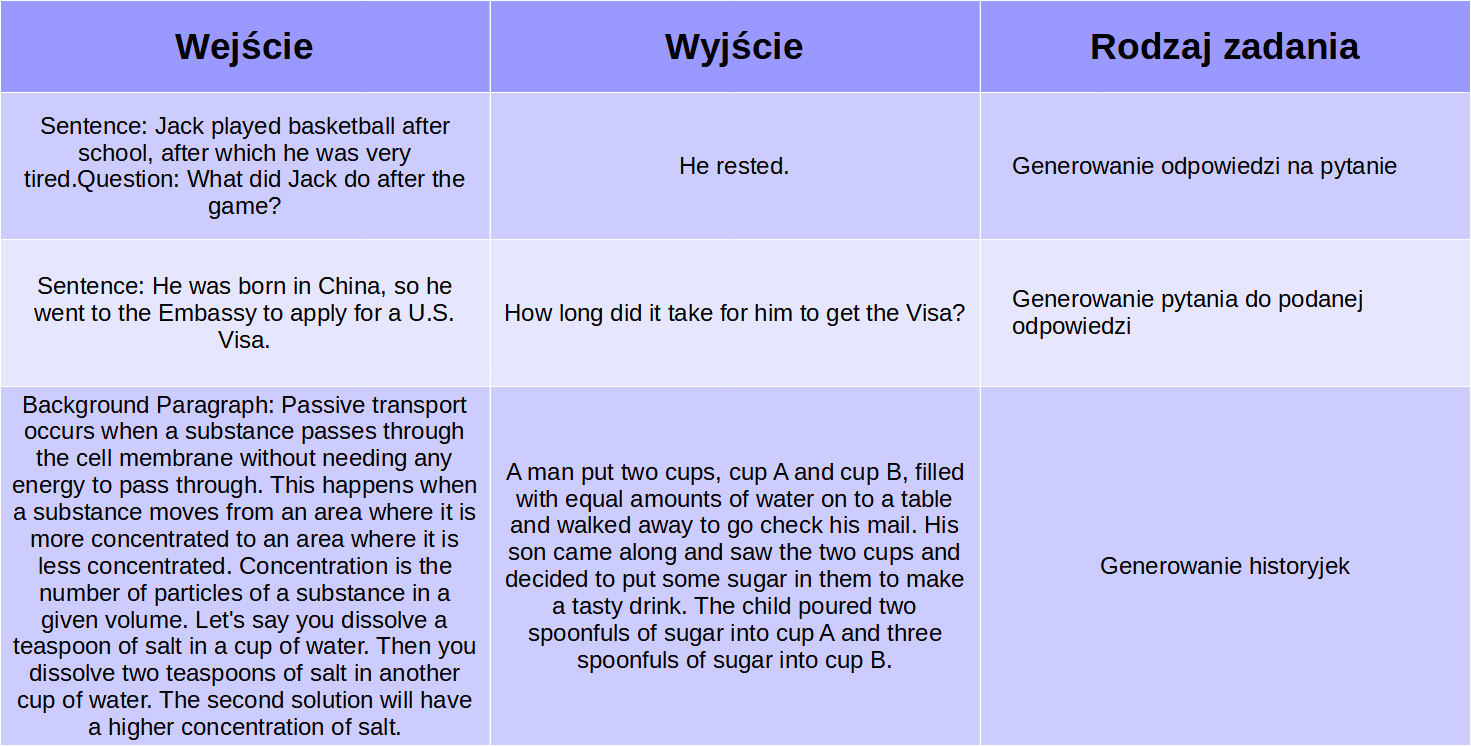 Wejście
Wyjście
Rodzaj zadania
Sentence: Jack played basketball after
school, after which he was very
tired.Question: What did Jack do after the
game?
He rested.
Generowanie odpowiedzi na pytanie
Sentence: He was born in China, so he
went to the Embassy to apply for a U.S.
Visa.
How long did it take for him to get the Visa?
Generowanie pytania do podanej
odpowiedzi
Background Paragraph: Passive transport
occurs when a substance passes through
the cell membrane without needing any
energy to pass through. This happens when
a substance moves from an area where it is
more concentrated to an area where it is
less concentrated. Concentration is the
number of particles of a substance in a
given volume. Let's say you dissolve a
teaspoon of salt in a cup of water. Then you
dissolve two teaspoons of salt in another
cup of water. The second solution will have
a higher concentration of salt.
A man put two cups, cup A and cup B, filled
with equal amounts of water on to a table
and walked away to go check his mail. His
son came along and saw the two cups and
decided to put some sugar in them to make
a tasty drink. The child poured two
spoonfuls of sugar into cup A and three
spoonfuls of sugar into cup B.
Generowanie historyjek